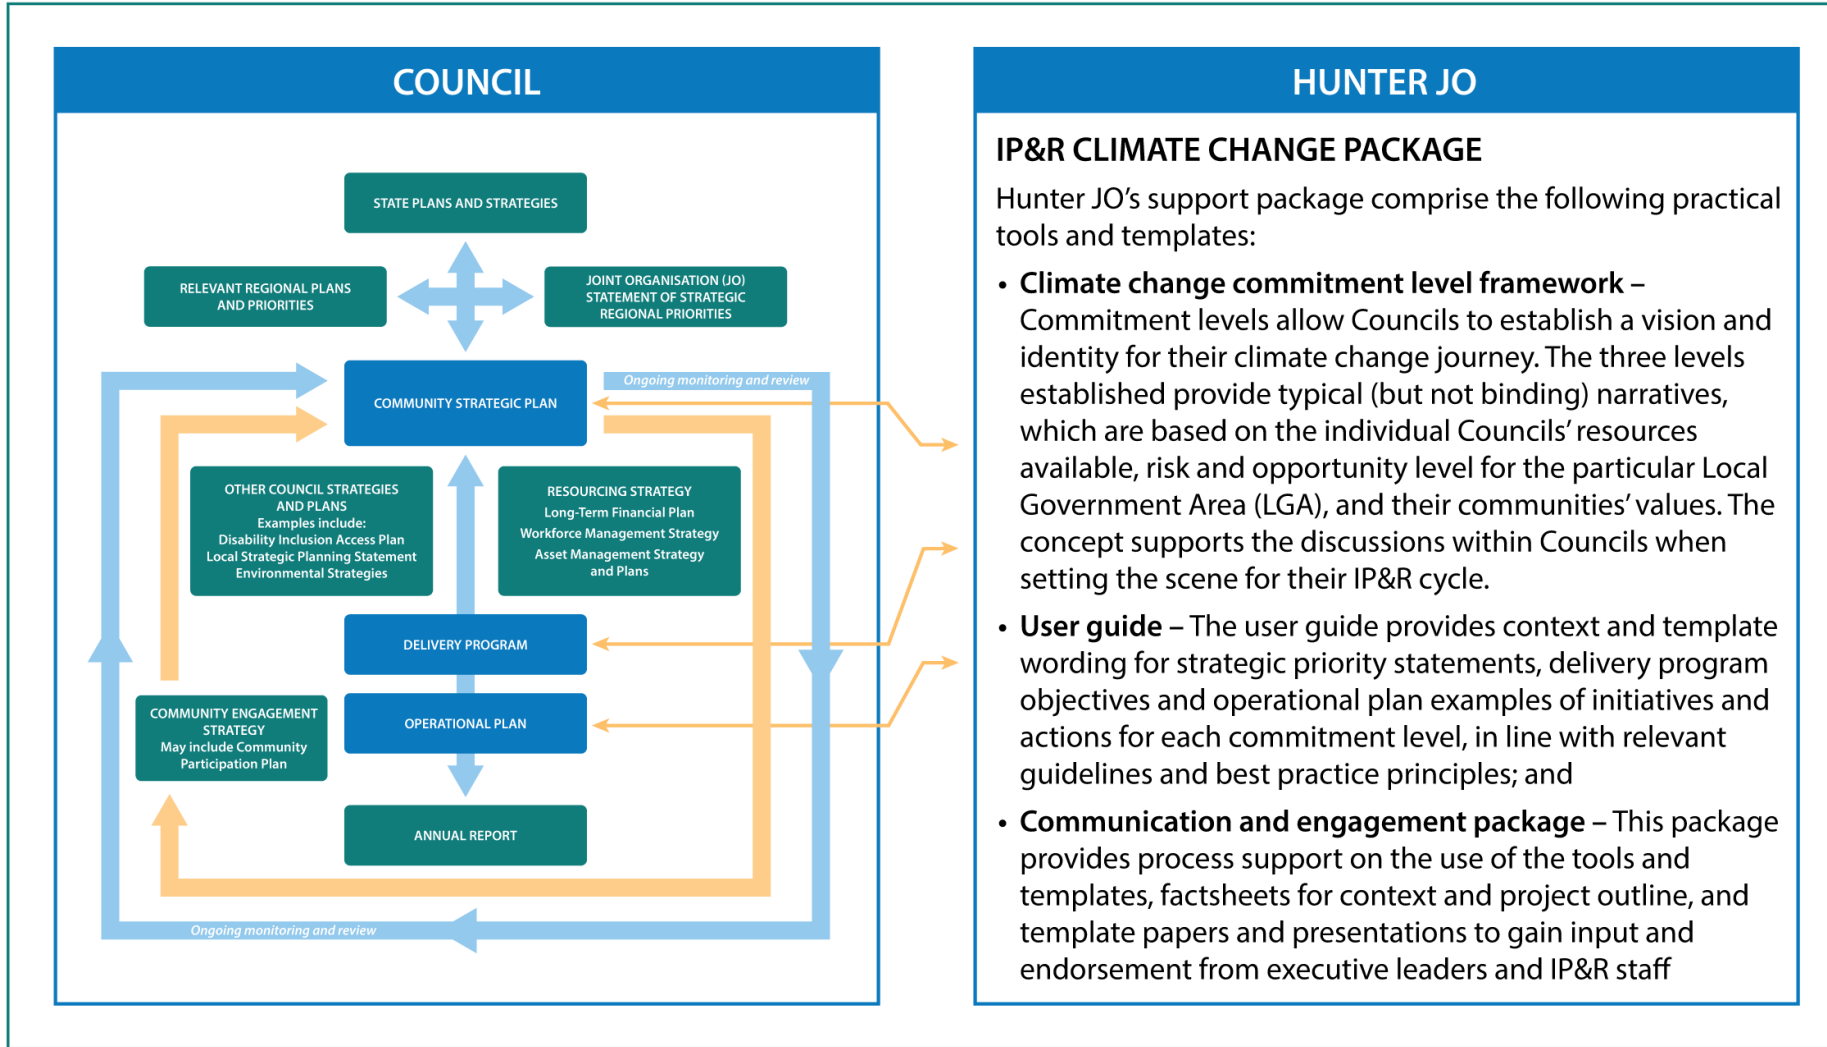 COUNCIL
STATE PLANS AND STRATEGIES
RELEVANT REGIONAL PLANS
AND PRIORITIES
JOINT ORGANISATION (JO)
STATEMENT OF STRATEGIC
REGIONAL PRIORITIES
COMMUNITY STRATEGIC PLAN
Ongoing monitoring and review
OTHER COUNCIL STRATEGIES
AND PLANS
Examples include:
Disability Inclusion Access Plan
Local Strategic Planning Statement
Environmental Strategies
RESOURCING STRATEGY
Long-Term Financial Plan
Workforce Management Strategy
Asset Management Strategy
and Plans
DELIVERY PROGRAM
OPERATIONAL PLAN
COMMUNITY ENGAGEMENT
STRATEGY
May include Community
Participation Plan
ANNUAL REPORT
Ongoing monitoring and review
HUNTER JO
IP&R CLIMATE CHANGE PACKAGE
Hunter JO’s support package comprise the following practical
tools and templates:
• Climate change commitment level framework –
Commitment levels allow Councils to establish a vision and
identity for their climate change journey. The three levels
established provide typical (but not binding) narratives,
which are based on the individual Councils’ resources
available, risk and opportunity level for the particular Local
Government Area (LGA), and their communities’ values. The
concept supports the discussions within Councils when
setting the scene for their IP&R cycle.
• User guide – The user guide provides context and template
wording for strategic priority statements, delivery program
objectives and operational plan examples of initiatives and
actions for each commitment level, in line with relevant
guidelines and best practice principles; and
• Communication and engagement package – This package
provides process support on the use of the tools and
templates, factsheets for context and project outline, and
template papers and presentations to gain input and
endorsement from executive leaders and IP&R staff